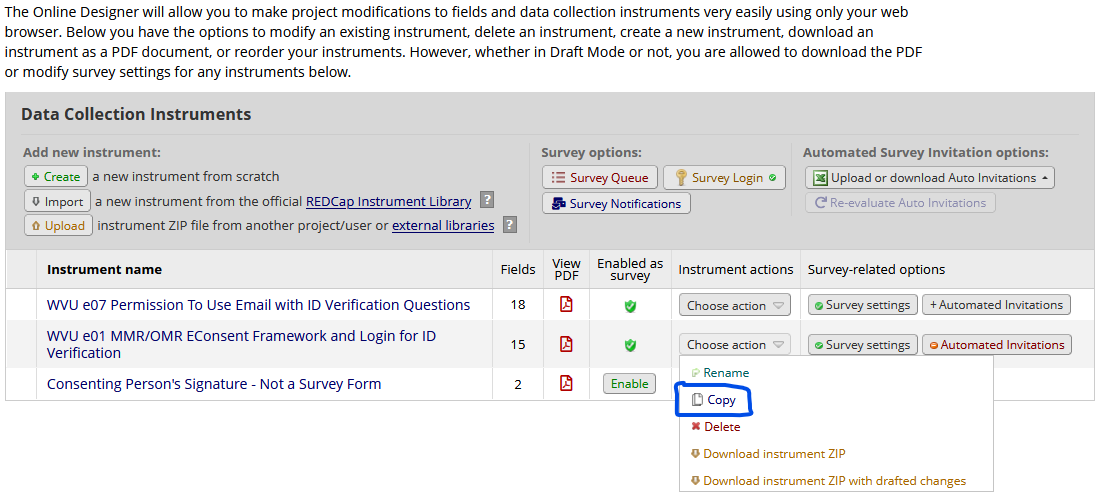 The Online Designer will allow you to make project modifications to fields and data collection instruments very easily using only your web
browser. Below you have the options to modify an existing instrument, delete an instrument, create a new instrument, download an
instrument as a PDF document, or reorder your instruments. However, whether in Draft Mode or not, you are allowed to download the PDF
or modify survey settings for any instruments below.
Data Collection Instruments
Add new instrument:
Create a new instrument from scratch
Import a new instrument from the official REDCap Instrument Library ?
Upload instrument ZIP file from another project/user or external libraries ?
Survey options:
Survey Queue Survey Login
Survey Notifications
Automated Survey Invitation options:
Upload or download Auto Invitations
Re-evaluate Auto Invitations
Instrument name Fields View PDF Enabled as survey Instrument actions Survey-related options
WVU e07 Permission To Use Email with ID Verification Questions 18 Choose action Survey settings + Automated Invitations
WVU e01 MMR/OMR EConsent Framework and Login for ID
Verification 15 Choose action Survey settings Automated Invitations
Consenting Person's Signature - Not a Survey Form 2 Enable
Rename
Copy
Delete
Download instrument ZIP
Download instrument ZIP with drafted changes